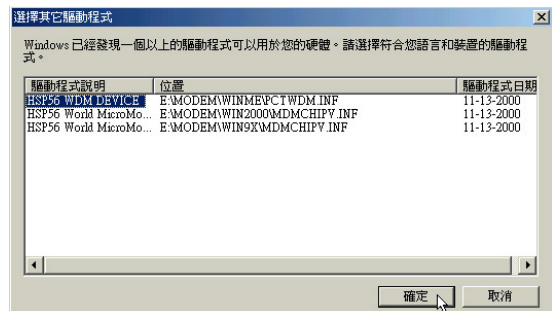 選擇其它驅動程式
Windows 已經發現一個以上的驅動程式可以用於您的硬體。請選擇符合您語言和裝置的驅動程
式。
驅動程式說明 位置 驅動程式日期
HSP56 WDM DEVICE E:\MODEM\WINME\PCTWDM.INF 11-13-2000
HSP56 World MicroMo... E:\MODEM\WIN2000\MDMCHIPV.INF 11-13-2000
HSP56 World MicroMo... E:\MODEM\WIN9X\MDMCHIPV.INF 11-13-2000
確定 取消